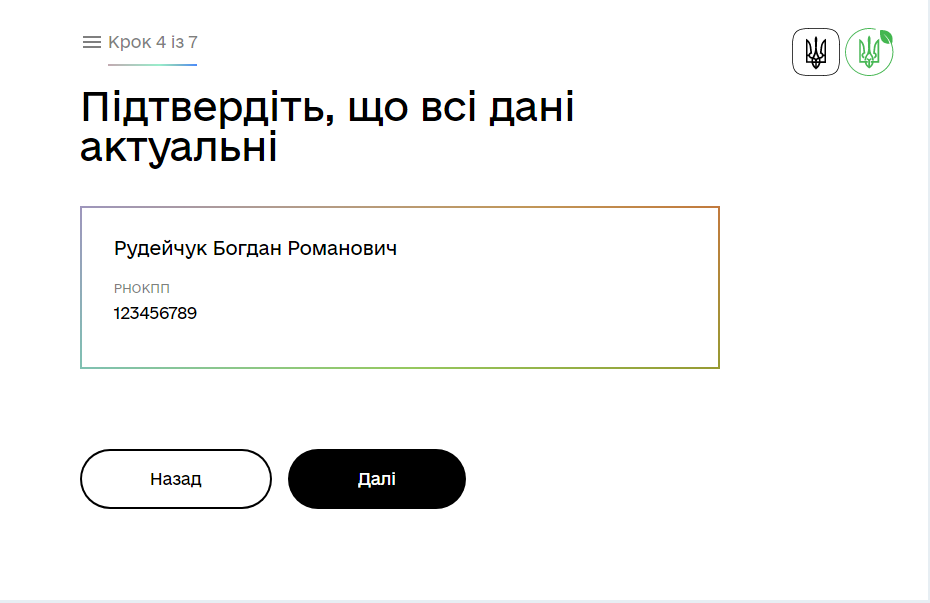 Крок 4 із 7
Підтвердіть, що всі дані
актуальні
Рудейчук Богдан Романович
РНОКПП
123456789
Назад
Далі